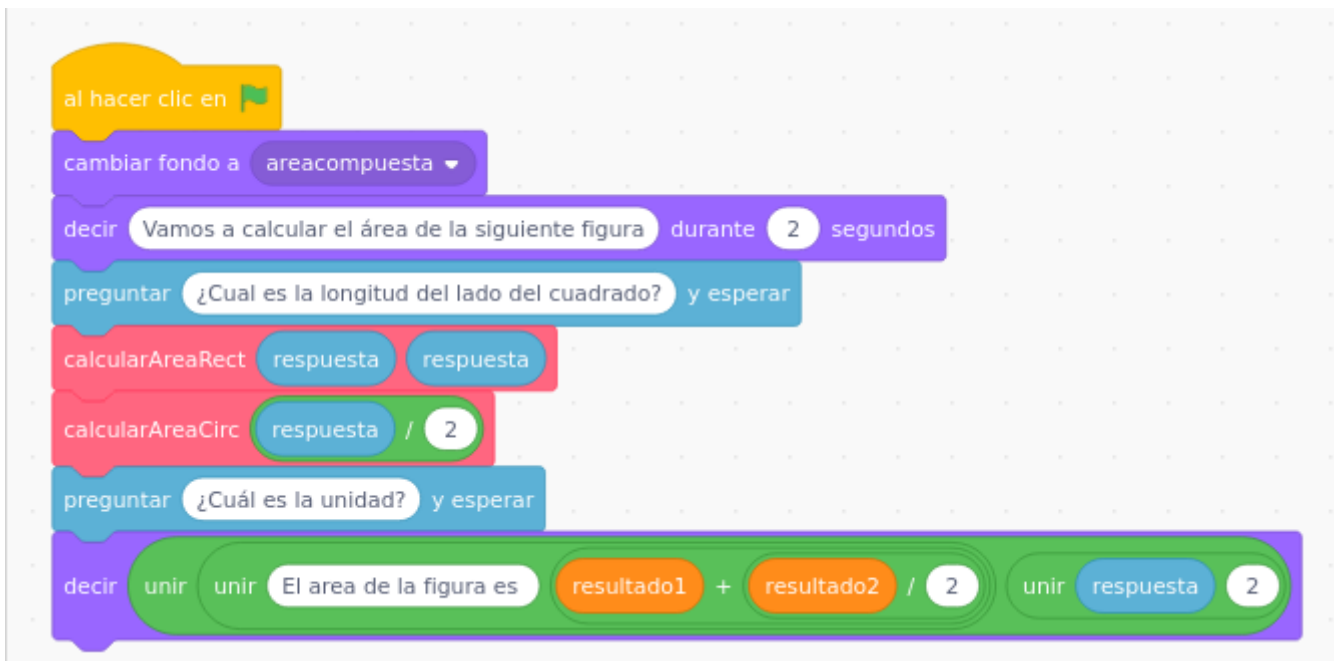 al hacer clic en
cambiar fondo a areacompuesta
decir Vamos a calcular el área de la siguiente figura durante 2 segundos
preguntar ¿Cual es la longitud del lado del cuadrado? y esperar
calcularAreaRect respuesta respuesta
calcularAreaCirc respuesta / 2
preguntar ¿Cuál es la unidad? y esperar
decir unir unir El area de la figura es resultado1 + resultado2 / 2 unir respuesta 2